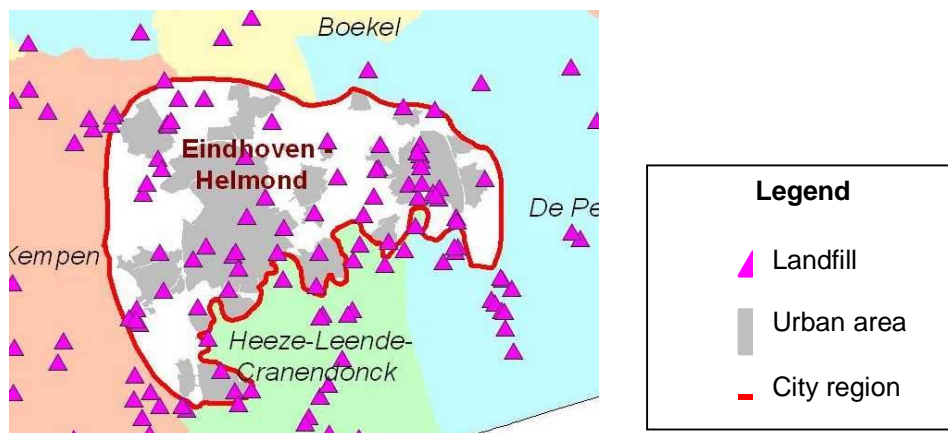 Boekel
Eindhoven -
Helmond
De Pe
Kempen
Heeze-Leende-
Cranendonck
Legend
Landfill
Urban area
City region